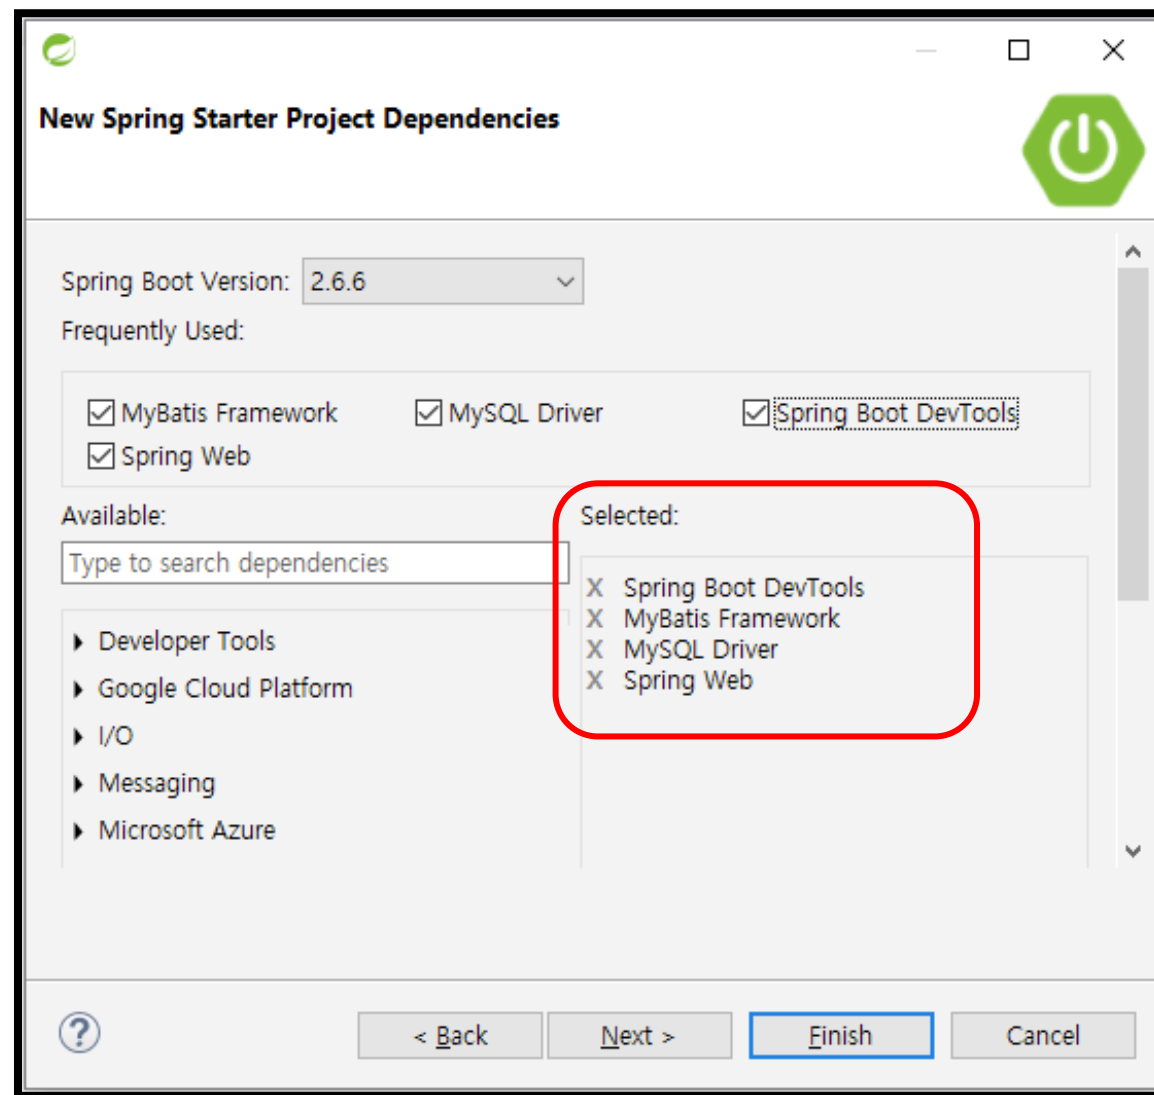 New Spring Starter Project Dependencies
Spring Boot Version: 2.6.6
Frequently Used:
MyBatis Framework MySQL Driver Spring Boot DevTools
Spring Web
Available: Selected:
Type to search dependencies
X Spring Boot DevTools
X MyBatis Framework
X MySQL Driver
X Spring Web
Developer Tools
Google Cloud Platform
I/O
Messaging
Microsoft Azure
? < Back Next > Finish Cancel